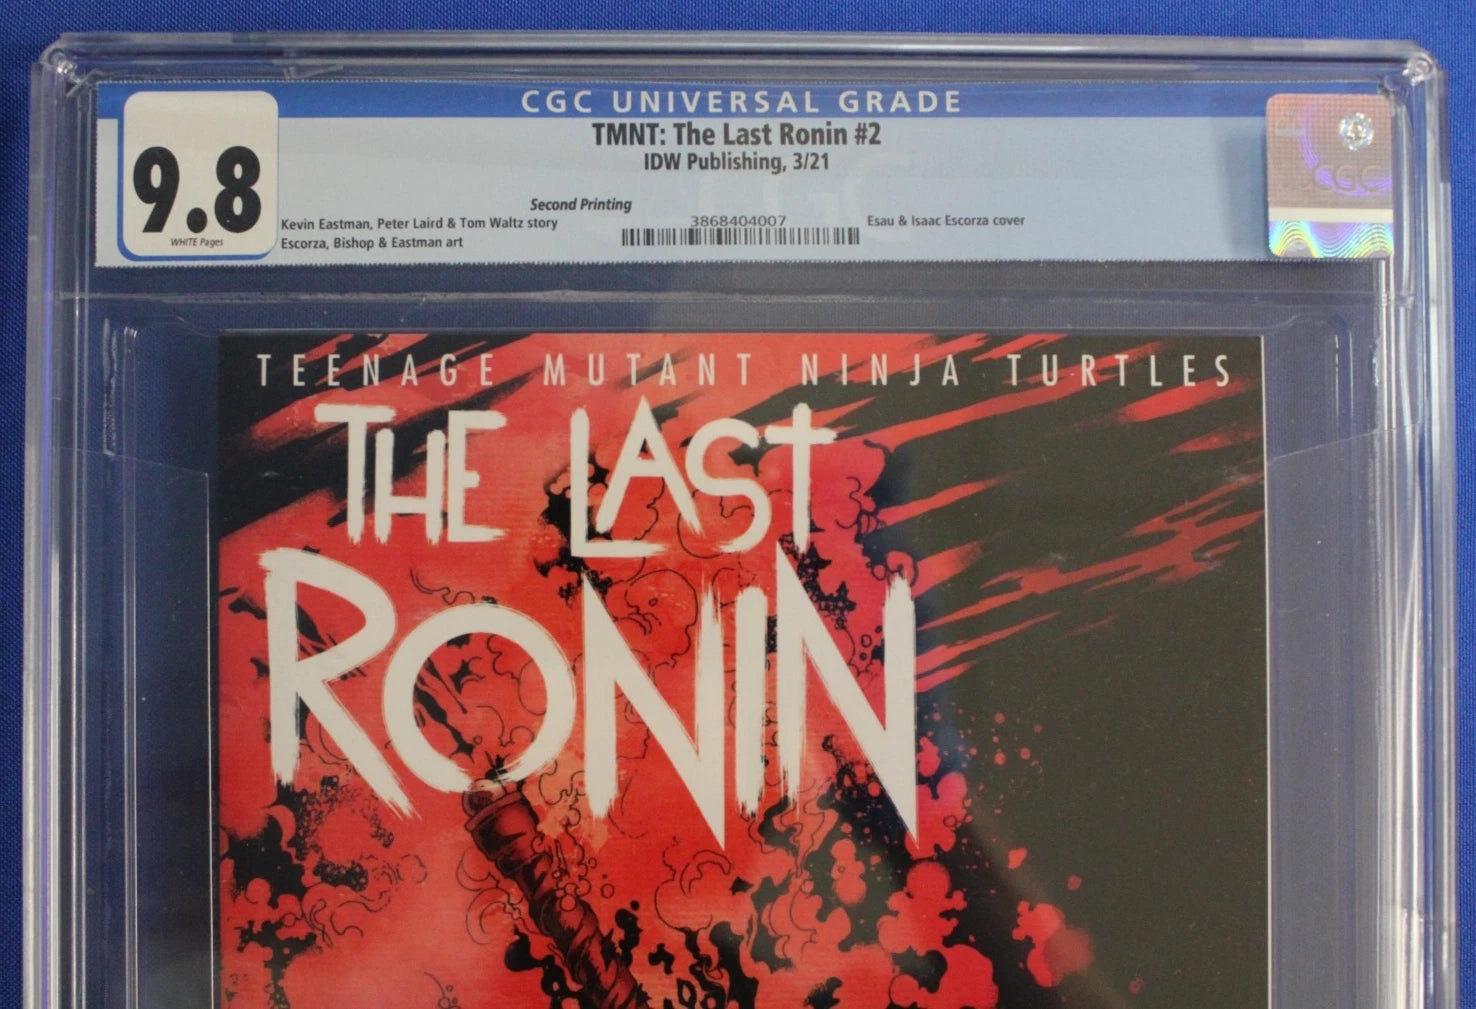 CGC UNIVERSAL GRADE
9.8
WHITE Pages
TMNT: The Last Ronin #2
IDW Publishing, 3/21
Second Printing
Kevin Eastman, Peter Laird & Tom Waltz story
Escorza, Bishop & Eastman art
3868404007
Esau & Isaac Escorza cover
CGC
CGC
TEENAGE MUTANT NINJA TURTLES
THE LAST
RONIN